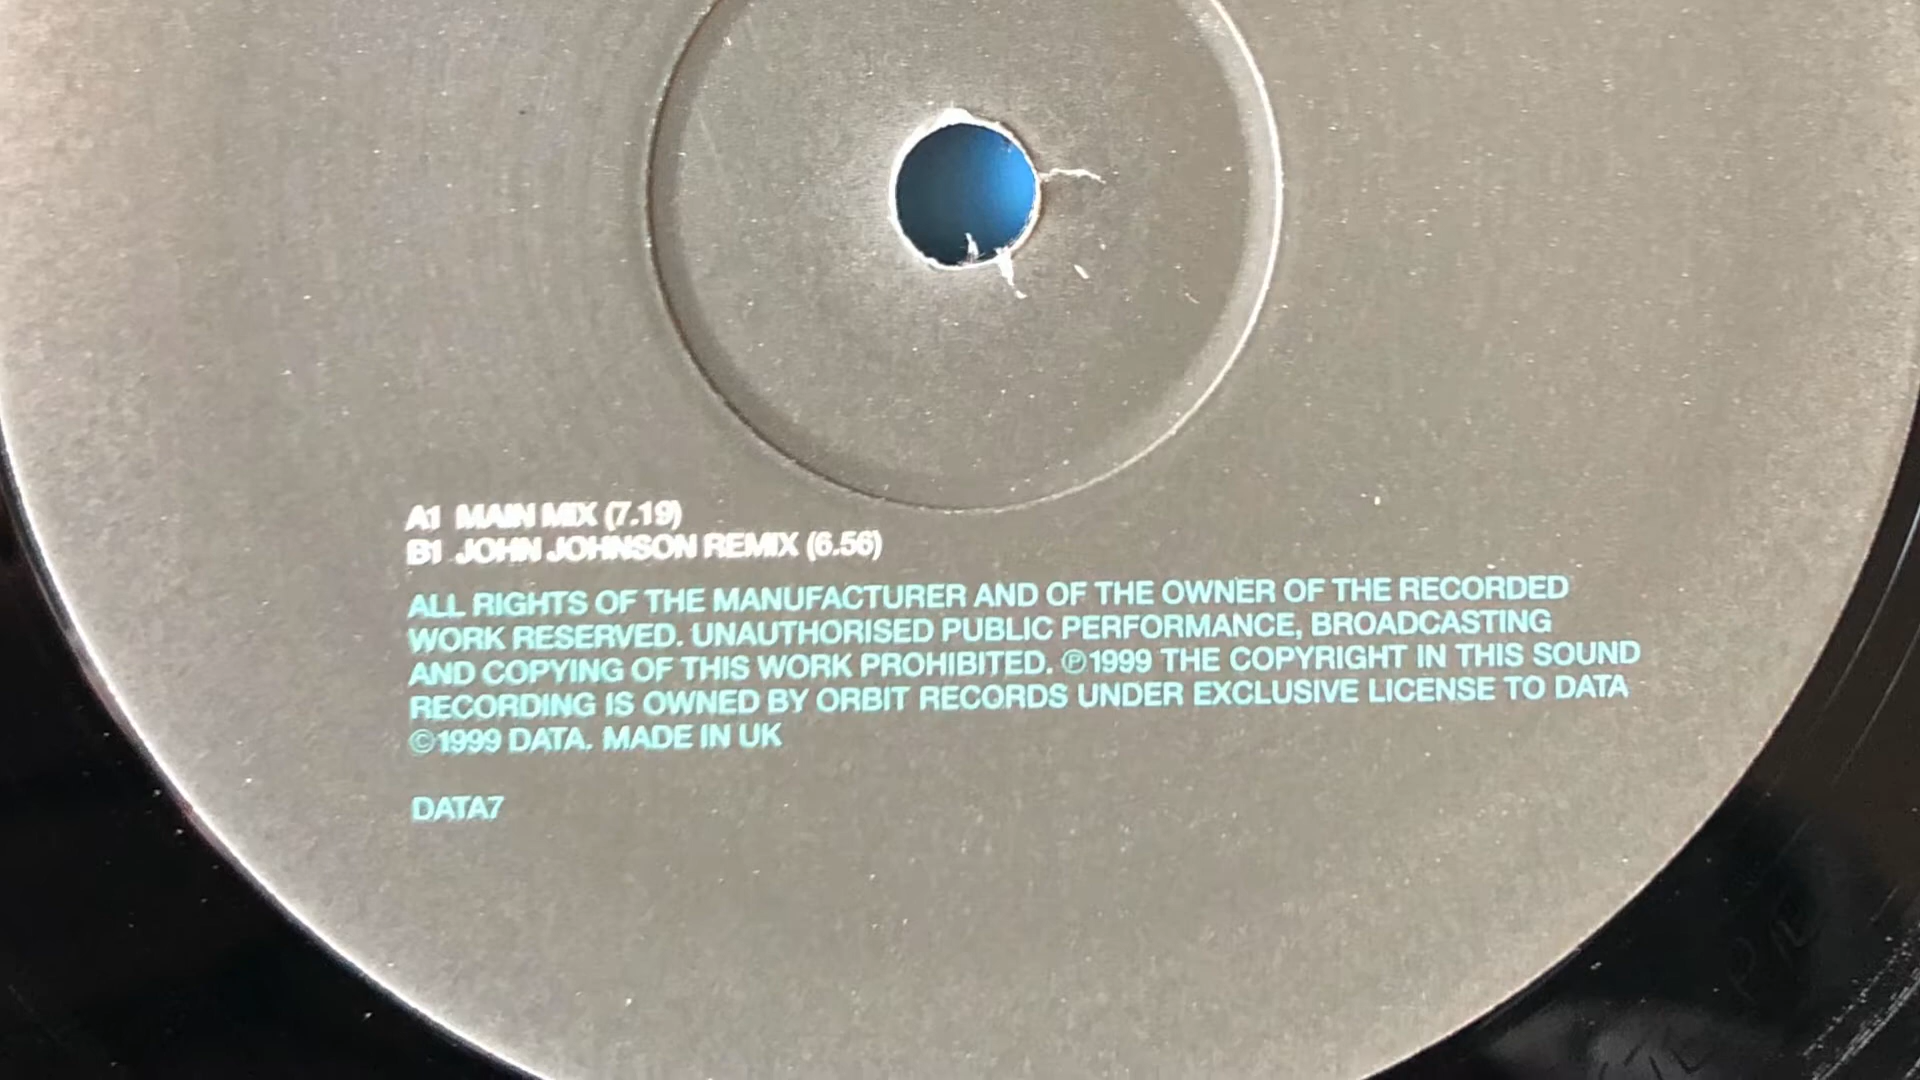 A1 MAIN MIX (7.19)
B1 JOHN JOHNSON REMIX (6.56)
ALL RIGHTS OF THE MANUFACTURER AND OF THE OWNER OF THE RECORDED
WORK RESERVED. UNAUTHORISED PUBLIC PERFORMANCE, BROADCASTING
AND COPYING OF THIS WORK PROHIBITED. ℗1999 THE COPYRIGHT IN THIS SOUND
RECORDING IS OWNED BY ORBIT RECORDS UNDER EXCLUSIVE LICENSE TO DATA
©1999 DATA. MADE IN UK
DATA7